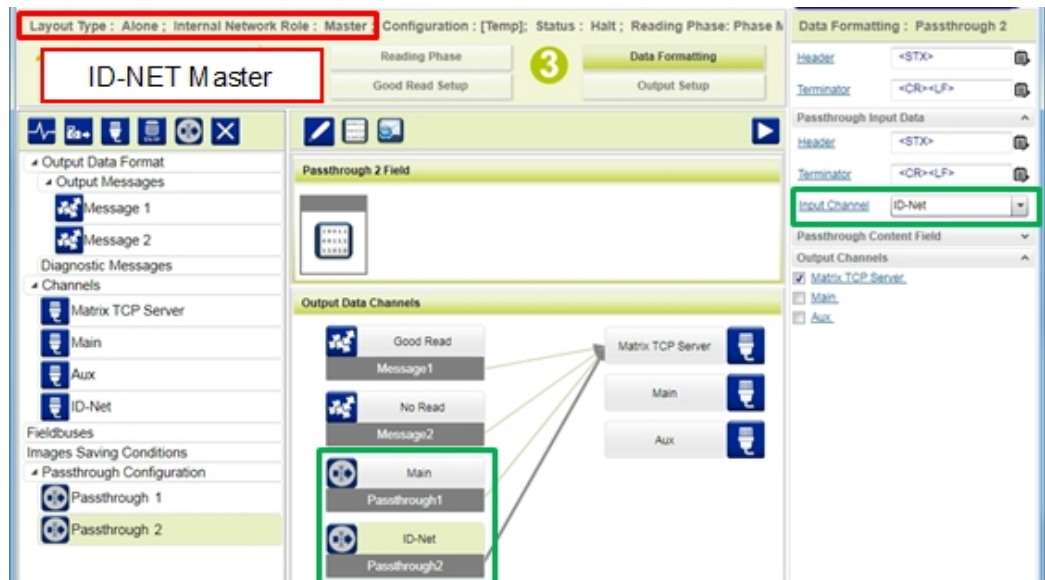 Layout Type : Alone ; Internal Network Role : Master ; Configuration : [Temp]; Status : Halt ; Reading Phase: Phase M
ID-NET Master
Reading Phase
Good Read Setup
3
Data Formatting
Output Setup
Output Data Format
Output Messages
Message 1
Message 2
Diagnostic Messages
Channels
Matrix TCP Server
Main
Aux
ID-Net
Fieldbuses
Images Saving Conditions
Passthrough Configuration
Passthrough 1
Passthrough 2
Passthrough 2 Field
Output Data Channels
Good Read
Message1
No Read
Message2
Main
Passthrough1
ID-Net
Passthrough2
Matrix TCP Server
Main
Aux
Data Formatting : Passthrough 2
Header <STX>
Terminator <CR><LF>
Passthrough Input Data
Header <STX>
Terminator <CR><LF>
Input Channel ID-Net
Passthrough Content Field
Output Channels
Matrix TCP Server
Main
Aux